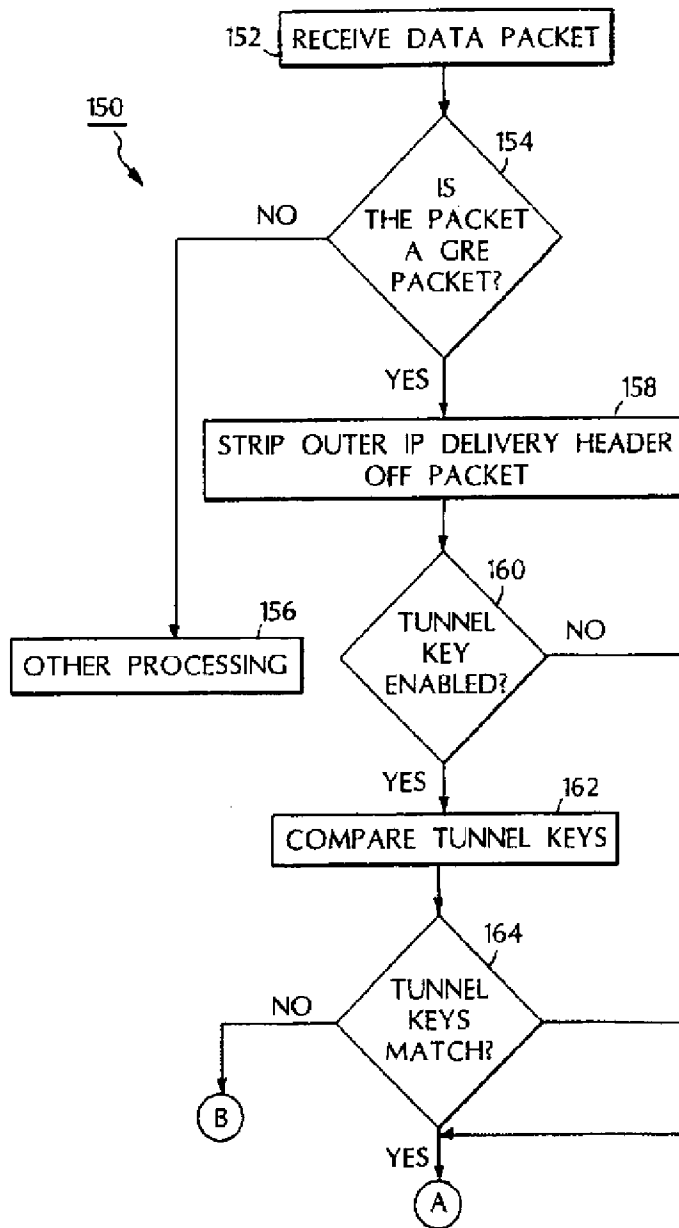 152 RECEIVE DATA PACKET
150
154
IS
THE PACKET
A GRE
PACKET?
NO
YES
158
STRIP OUTER IP DELIVERY HEADER
OFF PACKET
160
TUNNEL
KEY
ENABLED?
NO
156
OTHER PROCESSING
YES
162
COMPARE TUNNEL KEYS
164
TUNNEL
KEYS
MATCH?
NO
B
YES
A